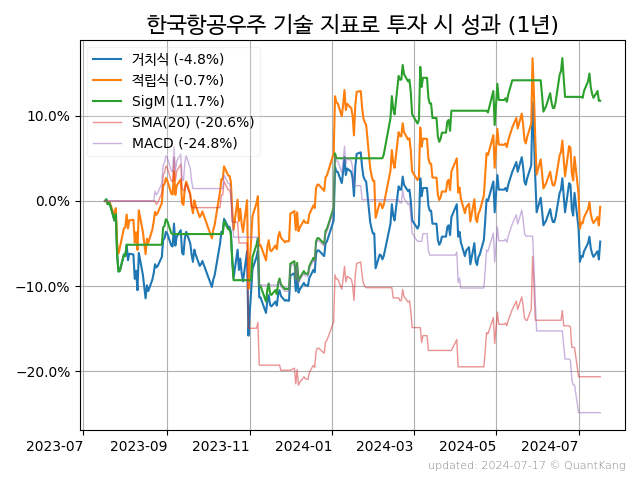 한국항공우주 기술 지표로 투자 시 성과 (1년)
거치식 (-4.8%)
적립식 (-0.7%)
SigM (11.7%)
SMA(20) (-20.6%)
MACD (-24.8%)
10.0%
0.0%
−10.0%
−20.0%
2023-07 2023-09 2023-11 2024-01 2024-03 2024-05 2024-07
updated: 2024-07-17 © QuantKang